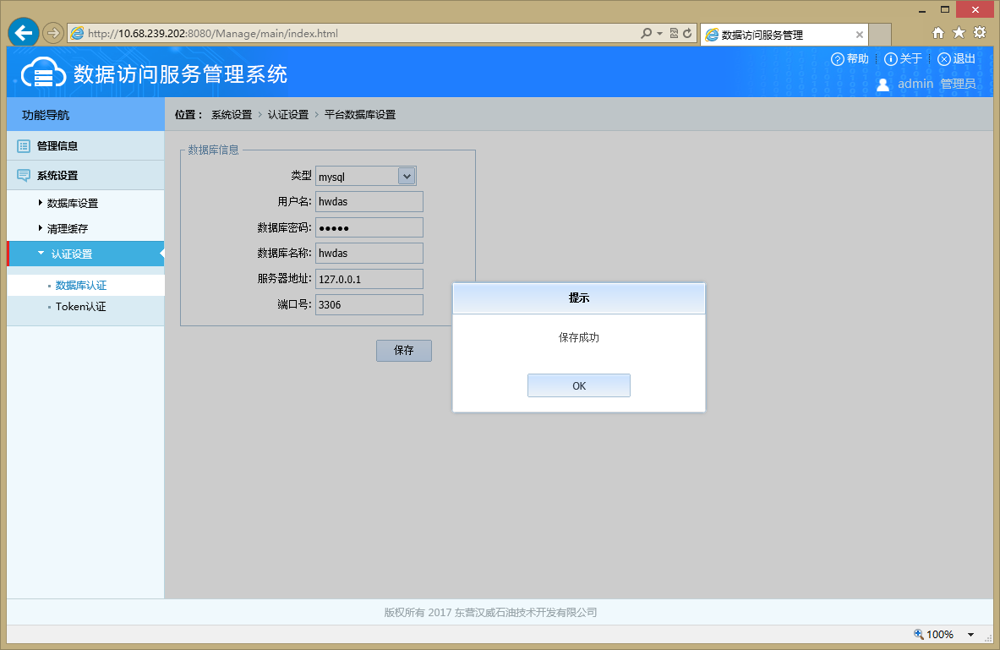 http://10.68.239.202:8080/Manage/main/index.html
数据访问服务管理
数据访问服务管理系统
帮助 关于 退出
admin 管理员
功能导航
位置： 系统设置 认证设置 平台数据库设置
管理信息
系统设置
数据库设置
清理缓存
认证设置
数据库认证
Token认证
数据库信息
类型 mysql
用户名: hwdas
数据库密码: ●●●●●
数据库名称: hwdas
服务器地址: 127.0.0.1
端口号: 3306
保存
提示
保存成功
OK
版权所有 2017 东营汉威石油技术开发有限公司
100%